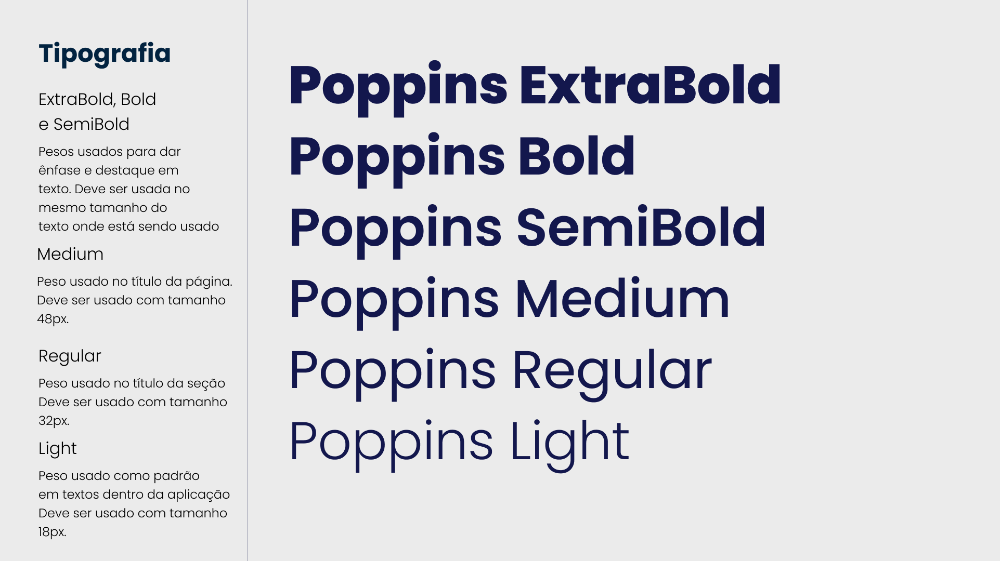 Tipografia
ExtraBold, Bold
e SemiBold
Pesos usados para dar
ênfase e destaque em
texto. Deve ser usada no
mesmo tamanho do
texto onde está sendo usado
Medium
Peso usado no título da página.
Deve ser usado com tamanho
48px.
Regular
Peso usado no título da seção
Deve ser usado com tamanho
32px.
Light
Peso usado como padrão
em textos dentro da aplicação
Deve ser usado com tamanho
18px.
Poppins ExtraBold
Poppins Bold
Poppins SemiBold
Poppins Medium
Poppins Regular
Poppins Light